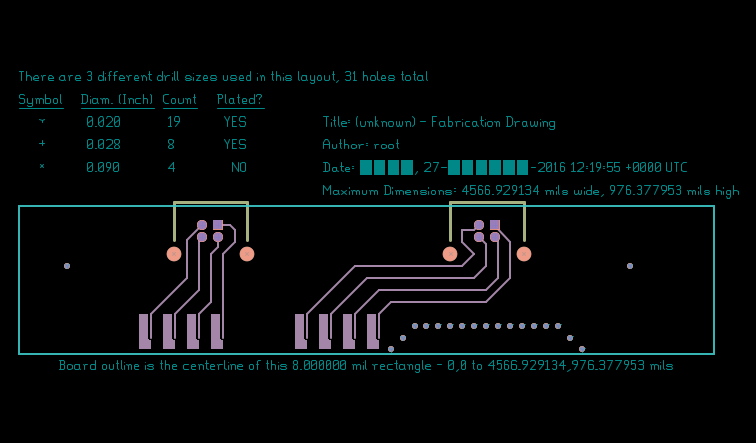 There are 3 different drill sizes used in this layout, 31 holes total
Symbol Diam. (Inch) Count Plated?
0.020 19 YES
+ 0.028 8 YES
× 0.090 4 NO
Title: (unknown) - Fabrication Drawing
Author: root
Date: ████, 27-██████-2016 12:19:55 +0000 UTC
Maximum Dimensions: 4566.929134 mils wide, 976.377953 mils high
Board outline is the centerline of this 8.000000 mil rectangle - 0,0 to 4566.929134,976.377953 mils